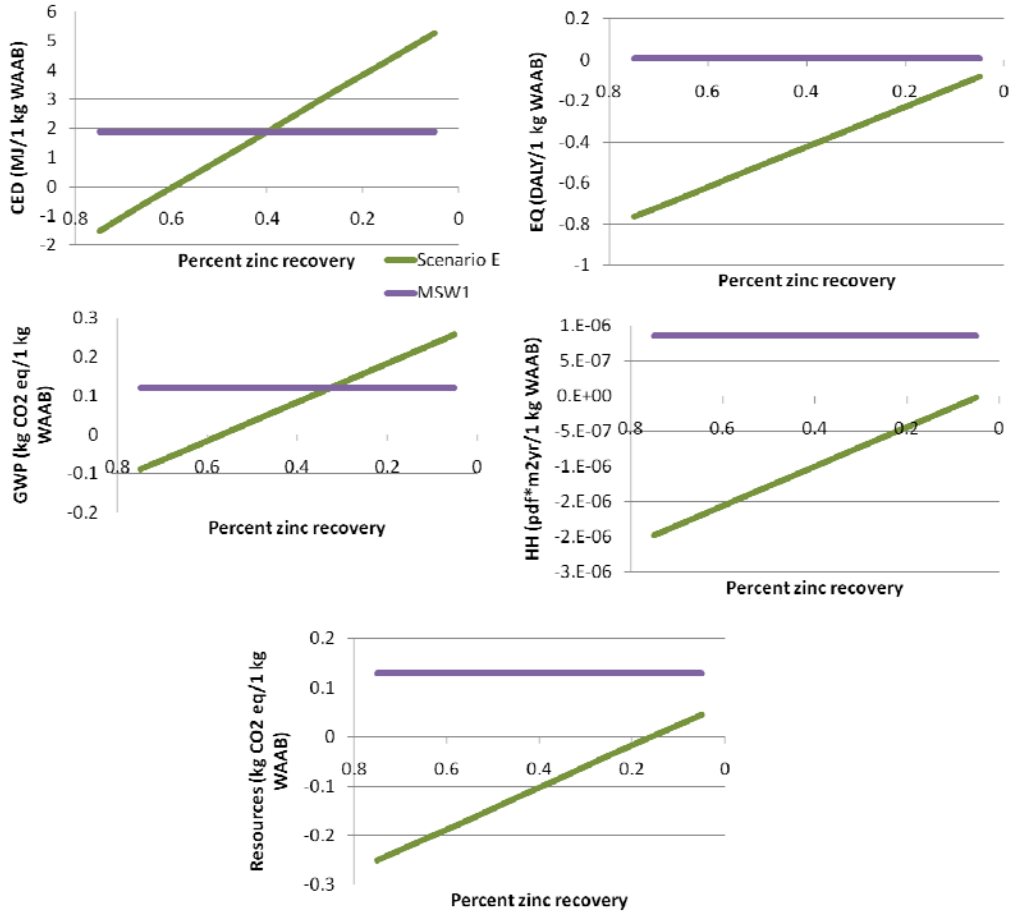 CED (MJ/1 kg WAAB)
6
5
4
3
2
1
0
-1
-2
0.8 0.6 0.4 0.2 0
Percent zinc recovery
EQ (DALY/1 kg WAAB)
0.2
0
-0.2
-0.4
-0.6
-0.8
-1
0.8 0.6 0.4 0.2 0
Percent zinc recovery
Scenario E
MSW1
GWP (kg CO2 eq/1 kg
WAAB)
0.3
0.2
0.1
0
-0.1
-0.2
0.8 0.6 0.4 0.2 0
Percent zinc recovery
HH (pdf*m2yr/1 kg WAAB)
1.E-06
5.E-07
0.E+00
-5.E-07
-1.E-06
-2.E-06
-2.E-06
-3.E-06
0.8 0.6 0.4 0.2 0
Percent zinc recovery
Resources (kg CO2 eq/1 kg
WAAB)
0.2
0.1
0
-0.1
-0.2
-0.3
0.8 0.6 0.4 0.2 0
Percent zinc recovery